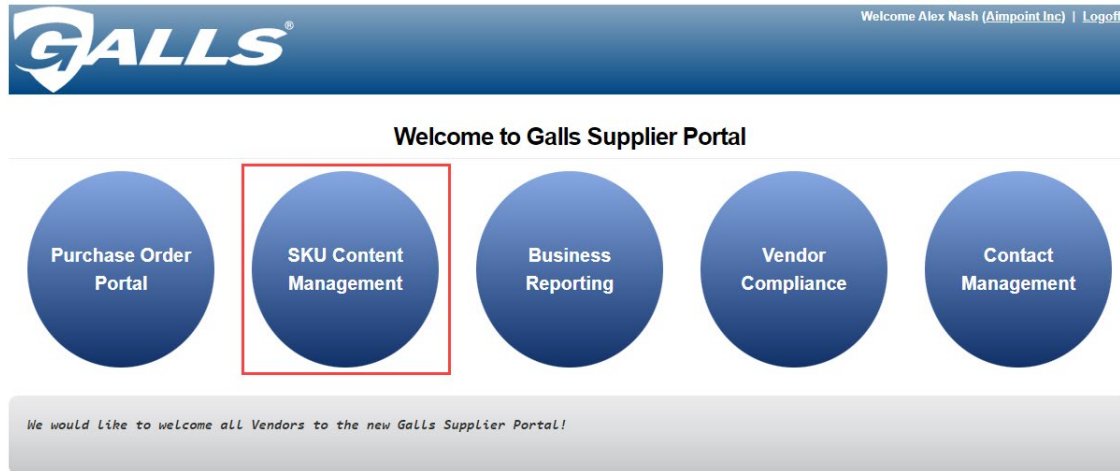 Welcome Alex Nash (Aimpoint Inc) | Logoff
GALLS®
Welcome to Galls Supplier Portal
Purchase Order
Portal
SKU Content
Management
Business
Reporting
Vendor
Compliance
Contact
Management
We would like to welcome all Vendors to the new Galls Supplier Portal!